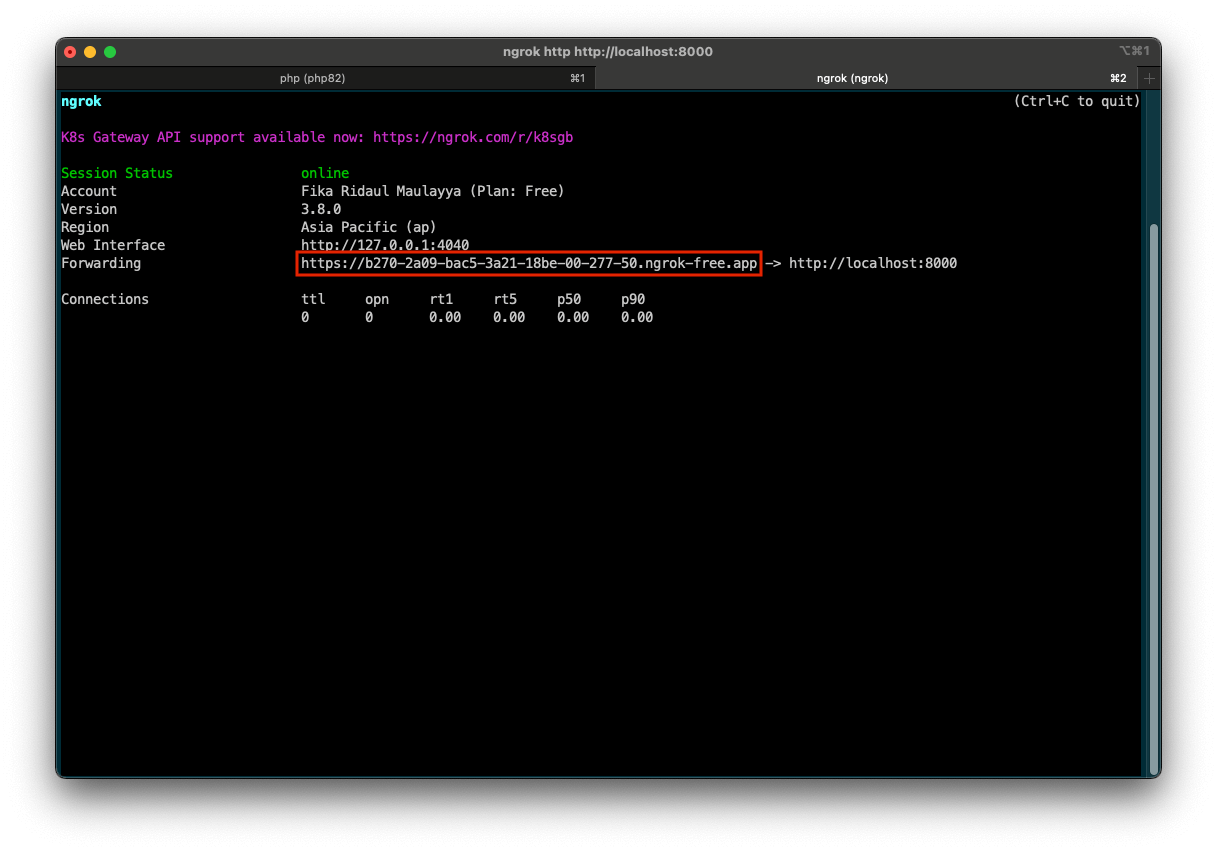 ngrok http http://localhost:8000
⌥⌘1
php (php82) ⌘1 ngrok (ngrok) ⌘2 +
ngrok (Ctrl+C to quit)
K8s Gateway API support available now: https://ngrok.com/r/k8sgb
Session Status online
Account Fika Ridaul Maulayya (Plan: Free)
Version 3.8.0
Region Asia Pacific (ap)
Web Interface http://127.0.0.1:4040
Forwarding https://b270-2a09-bac5-3a21-18be-00-277-50.ngrok-free.app -> http://localhost:8000
Connections ttl opn rt1 rt5 p50 p90
0 0 0.00 0.00 0.00 0.00